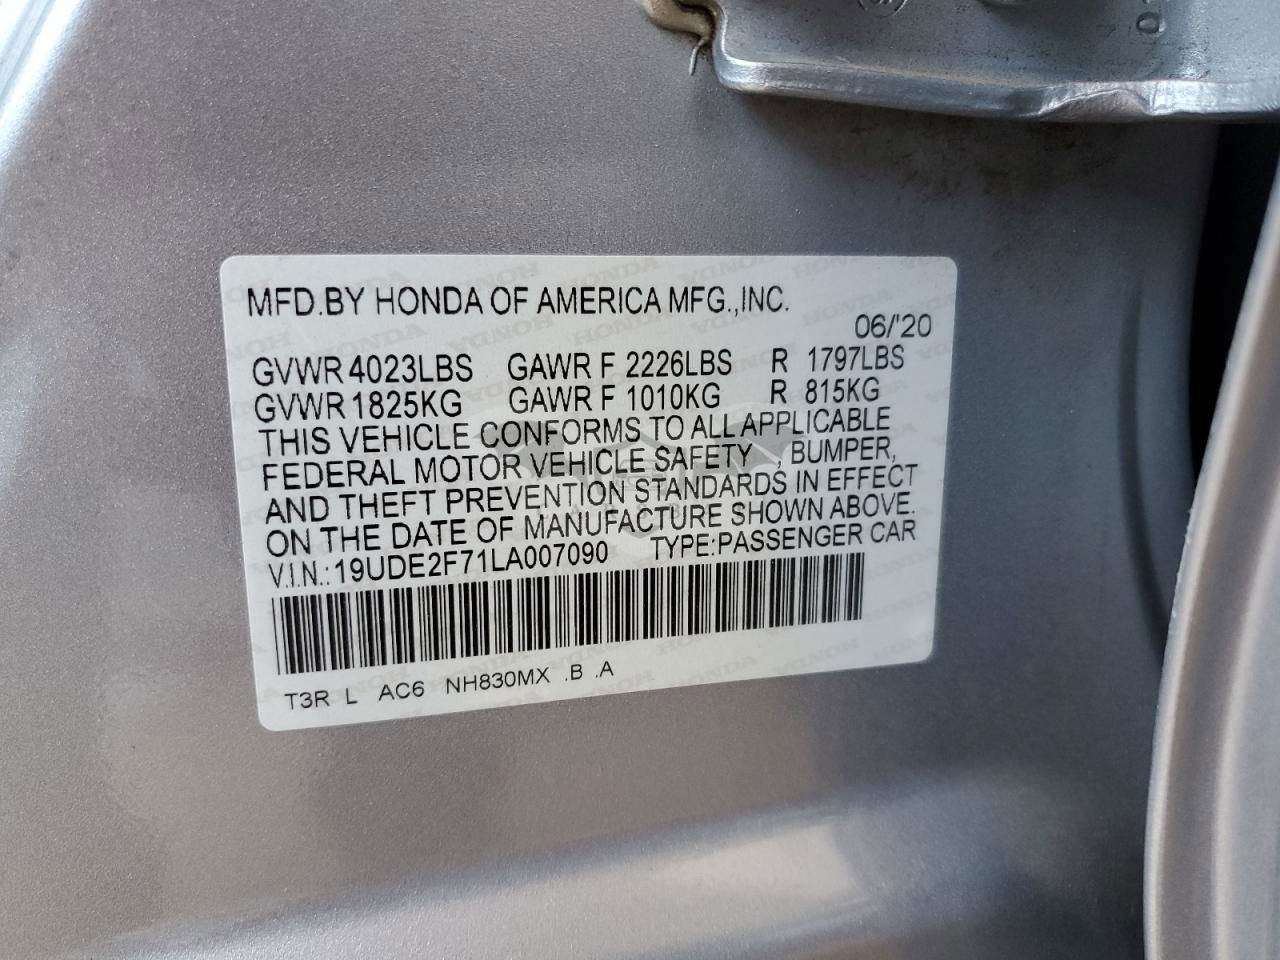 MFD.BY HONDA OF AMERICA MFG.,INC.
06/'20
GVWR 4023LBS GAWR F 2226LBS R 1797LBS
GVWR 1825KG GAWR F 1010KG R 815KG
THIS VEHICLE CONFORMS TO ALL APPLICABLE
FEDERAL MOTOR VEHICLE SAFETY , BUMPER,
AND THEFT PREVENTION STANDARDS IN EFFECT
ON THE DATE OF MANUFACTURE SHOWN ABOVE.
V.I.N.:19UDE2F71LA007090 TYPE:PASSENGER CAR
T3R L AC6 NH830MX .B .A